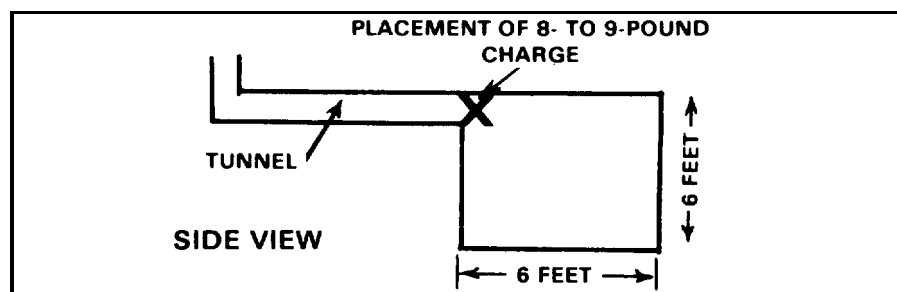 PLACEMENT OF 8- TO 9-POUND
CHARGE
TUNNEL
6 FEET
SIDE VIEW
6 FEET